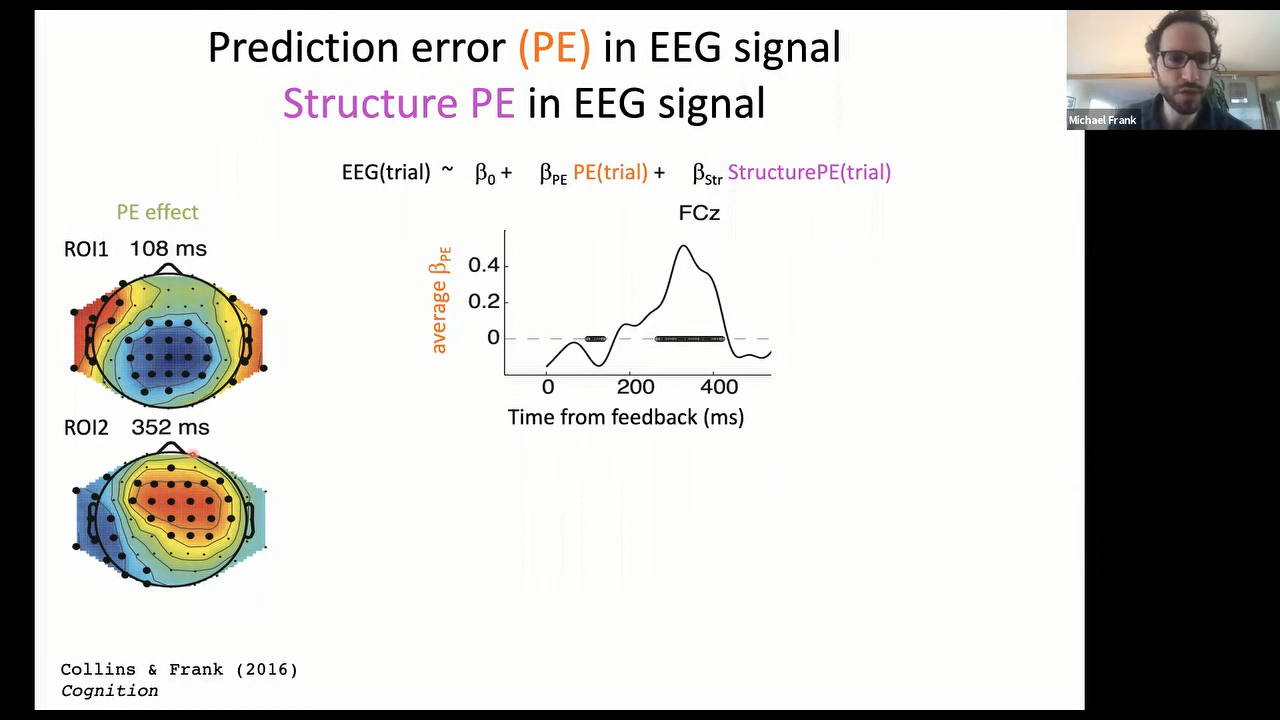 Prediction error (PE) in EEG signal
Structure PE in EEG signal
Michael Frank
EEG(trial) ~ β0 + βPE PE(trial) + βStr StructurePE(trial)
PE effect
ROI1 108 ms
ROI2 352 ms
FCz
average βPE
0.4
0.2
0
0 200 400
Time from feedback (ms)
Collins & Frank (2016)
Cognition